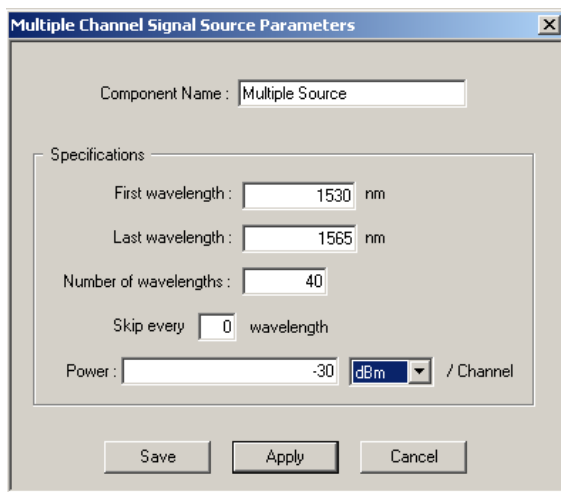 Multiple Channel Signal Source Parameters
Component Name : Multiple Source
Specifications
First wavelength : 1530 nm
Last wavelength : 1565 nm
Number of wavelengths : 40
Skip every 0 wavelength
Power : -30 dBm / Channel
Save Apply Cancel